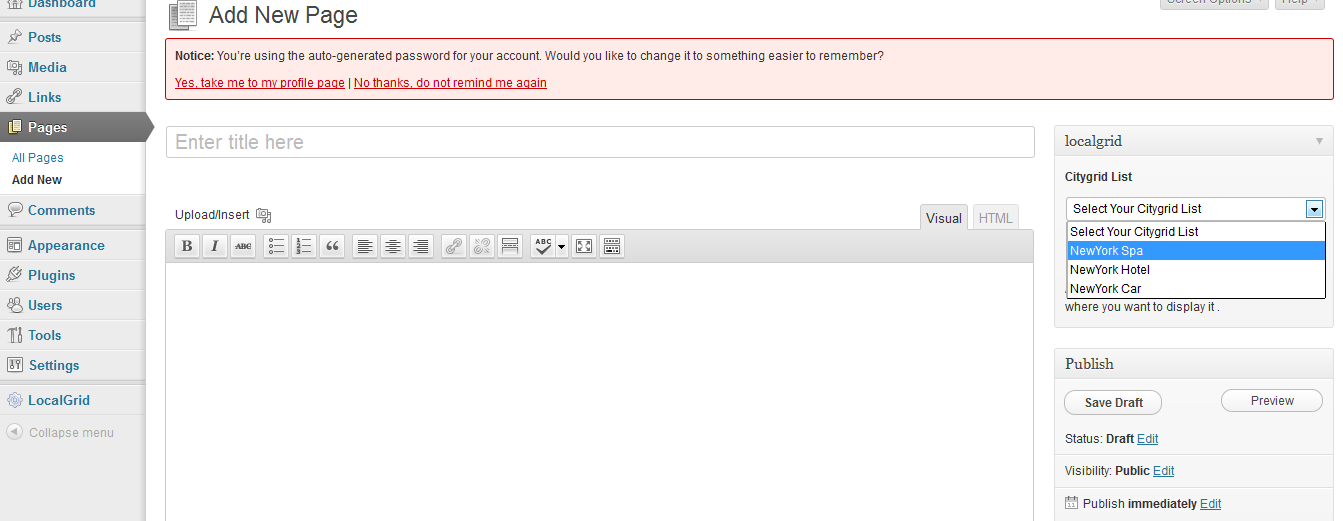 Dashboard
Posts
Media
Links
Pages
All Pages
Add New
Comments
Appearance
Plugins
Users
Tools
Settings
LocalGrid
Collapse menu
Screen Options
Help
Add New Page
Notice: You're using the auto-generated password for your account. Would you like to change it to something easier to remember?
Yes, take me to my profile page | No thanks, do not remind me again
Enter title here
Upload/Insert
Visual
HTML
B I ABC
ABC
localgrid
Citygrid List
Select Your Citygrid List
Select Your Citygrid List
NewYork Spa
NewYork Hotel
NewYork Car
where you want to display it .
Publish
Save Draft
Preview
Status: Draft Edit
Visibility: Public Edit
Publish immediately Edit